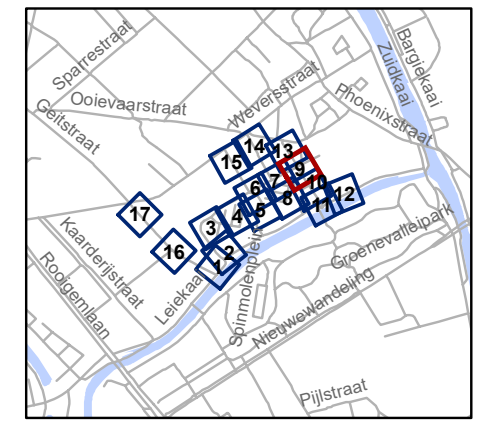 Sparrestraat
Bargiekaai
Zuidkaai
Weversstraat
Ooievaarstraat
Geitstraat
Phoenixstraat
14
13
15
9
7
10
6
12
17
5
11
8
4
3
16
2
1
Kaarderijstraat
Rooigemlaan
Leiekaai
Spinmolenplein
Groenevalleipark
Nieuwewandeling
Pijlstraat